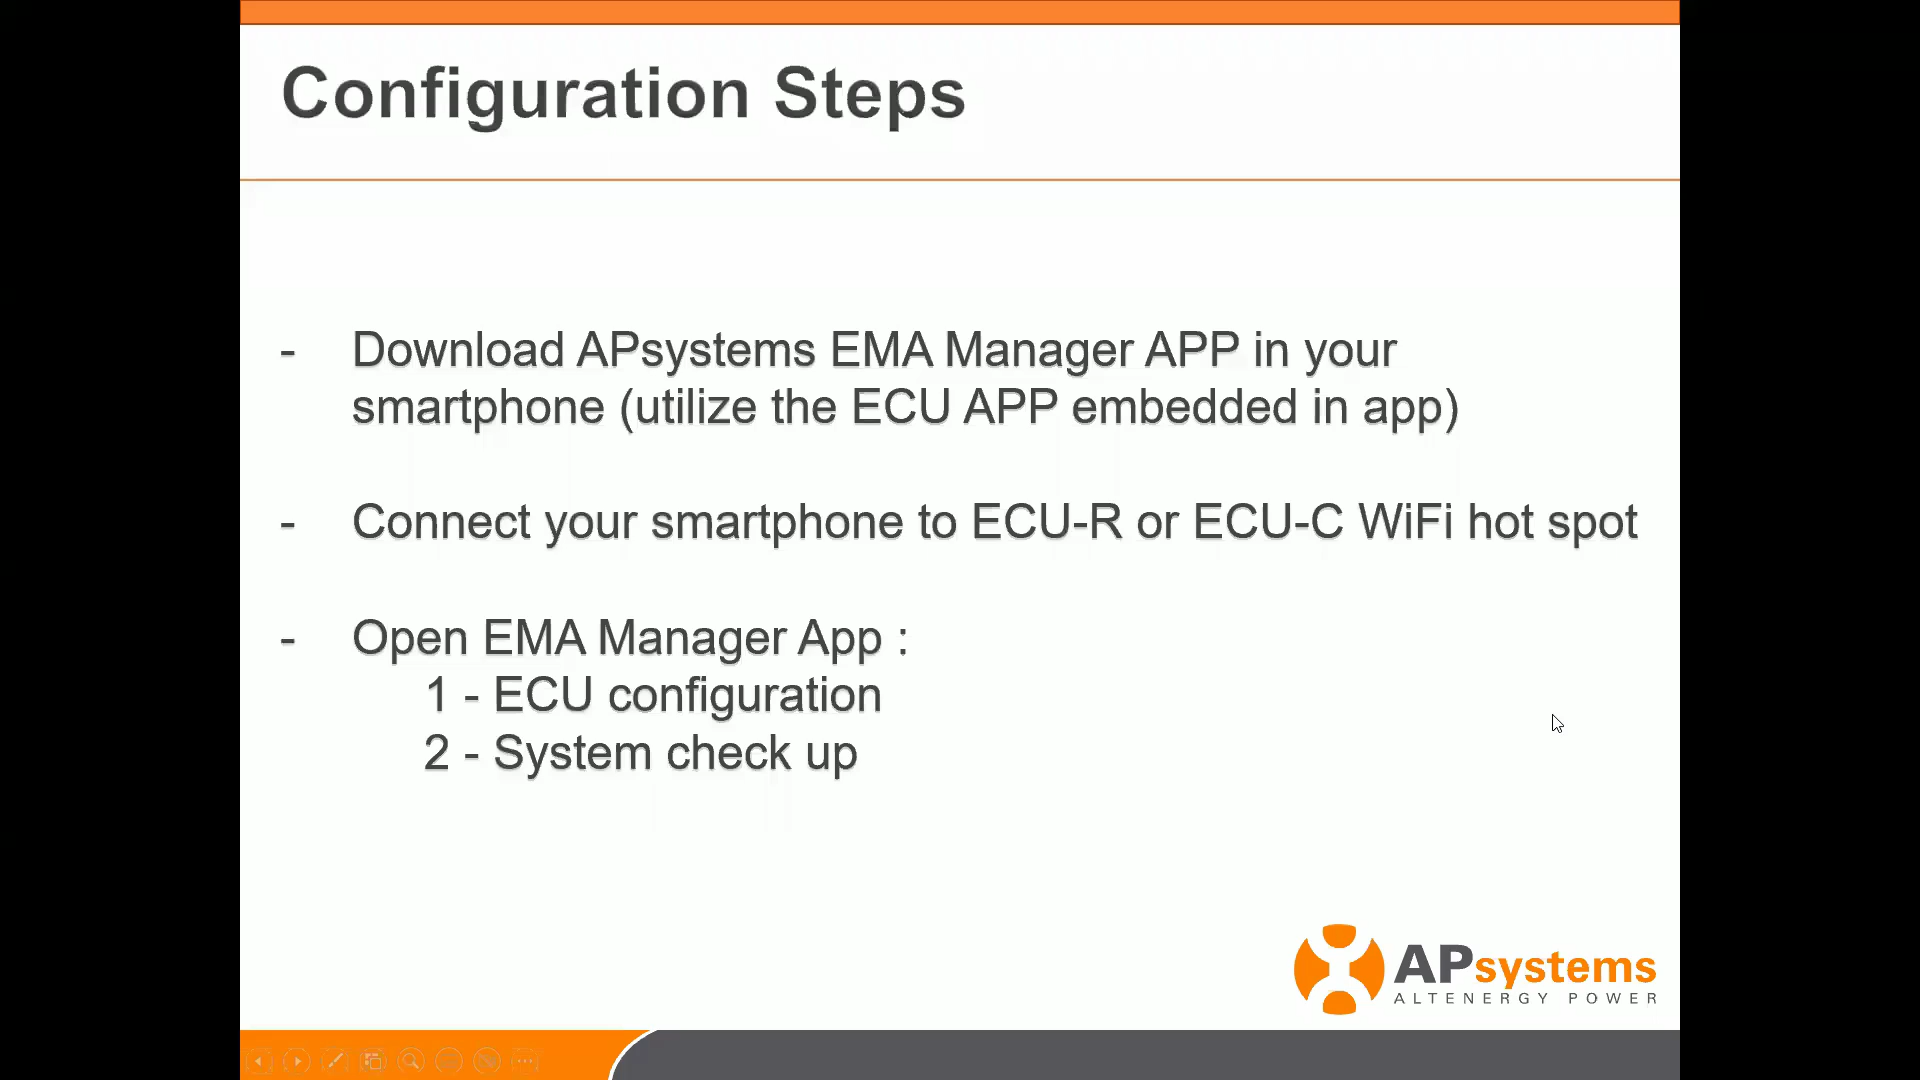 Configuration Steps
- Download APsystems EMA Manager APP in your
smartphone (utilize the ECU APP embedded in app)
- Connect your smartphone to ECU-R or ECU-C WiFi hot spot
- Open EMA Manager App :
1 - ECU configuration
2 - System check up
APsystems
ALTENERGY POWER